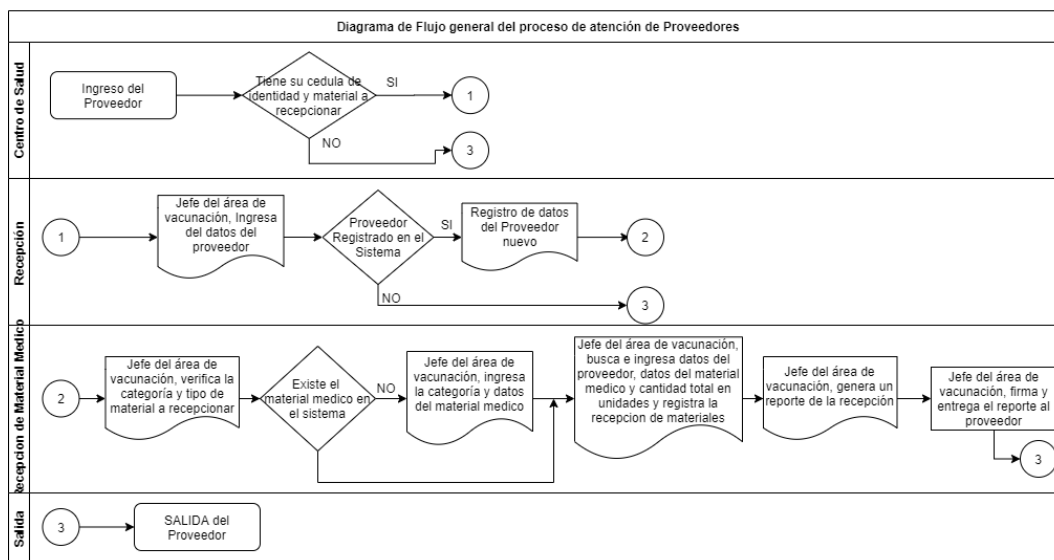 Diagrama de Flujo general del proceso de atención de Proveedores
Centro de Salud
Ingreso del
Proveedor
Tiene su cedula de
identidad y material a
recepcionar
SI
1
NO
3
Recepción
1
Jefe del área de
vacunación, Ingresa
del datos del
proveedor
Proveedor
Registrado en el
Sistema
SI
Registro de datos
del Proveedor
nuevo
2
NO
3
Recepcion de Material Medico
2
Jefe del área de
vacunación, verifica la
categoría y tipo de
material a recepcionar
Existe el
material medico en
el sistema
NO
Jefe del área de
vacunación, ingresa
la categoría y datos
del material medico
Jefe del área de vacunación,
busca e ingresa datos del
proveedor, datos del material
medico y cantidad total en
unidades y registra la
recepcion de materiales
Jefe del área de
vacunación, genera un
reporte de la recepción
Jefe del área de
vacunación, firma y
entrega el reporte al
proveedor
3
Salida
3
SALIDA del
Proveedor